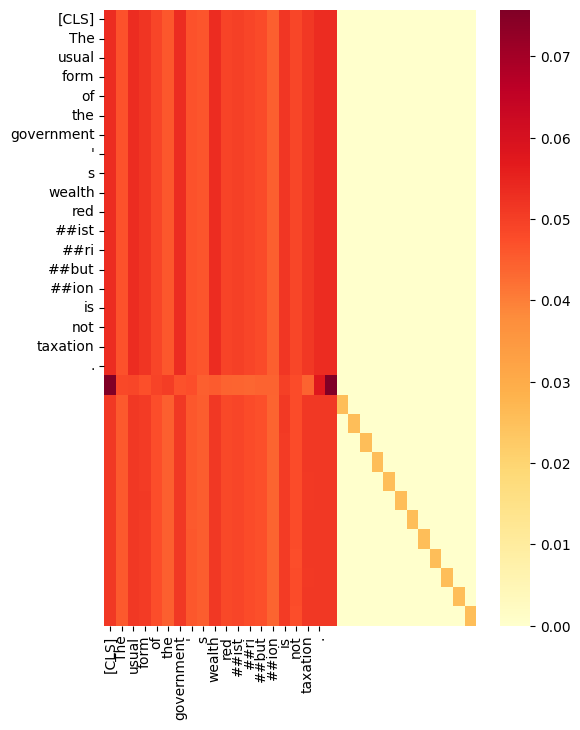 [CLS]
The
usual
form
of
the
government
'
s
wealth
red
##ist
##ri
##but
##ion
is
not
taxation
.
0.07
0.06
0.05
0.04
0.03
0.02
0.01
0.00
[CLS]
The
usual
form
of
the
government
'
s
wealth
red
##ist
##ri
##but
##ion
is
not
taxation
.